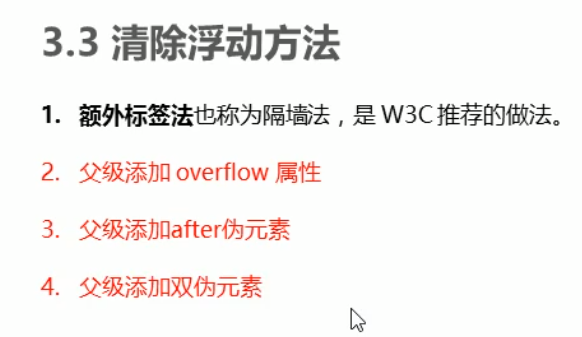 3.3 清除浮动方法
1. 额外标签法也称为隔墙法，是 W3C 推荐的做法。
2. 父级添加 overflow 属性
3. 父级添加after伪元素
4. 父级添加双伪元素